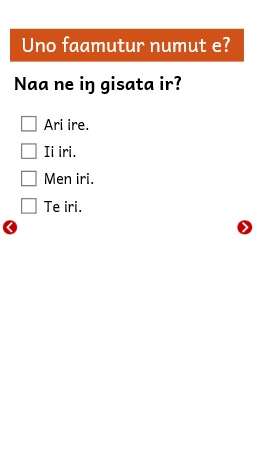 Uno faamutur numut e?
Naa ne iŋ gisata ir?
Ari ire.
Ii iri.
Men iri.
Te iri.